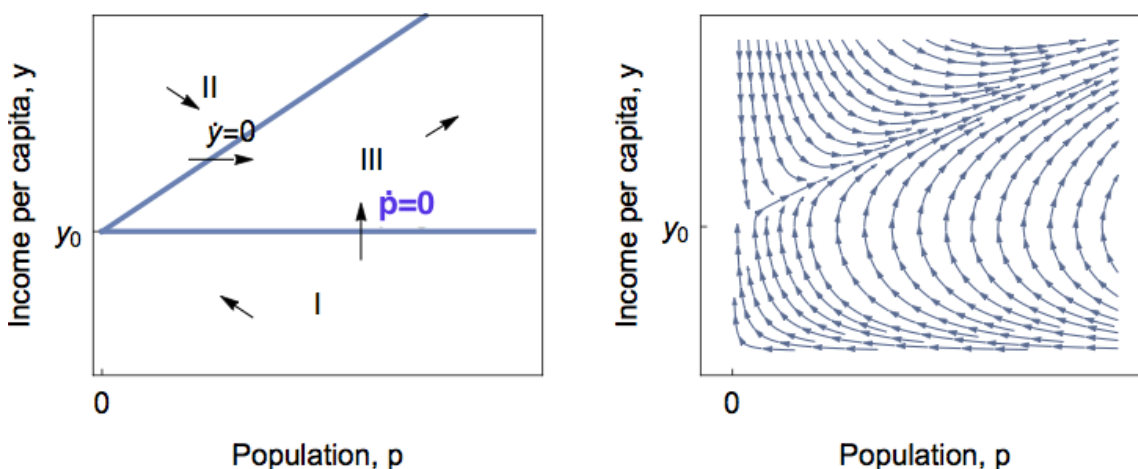 Income per capita, y
II
ẏ=0
III
ṗ=0
y₀
I
0
Population, p
Income per capita, y
y₀
0
Population, p